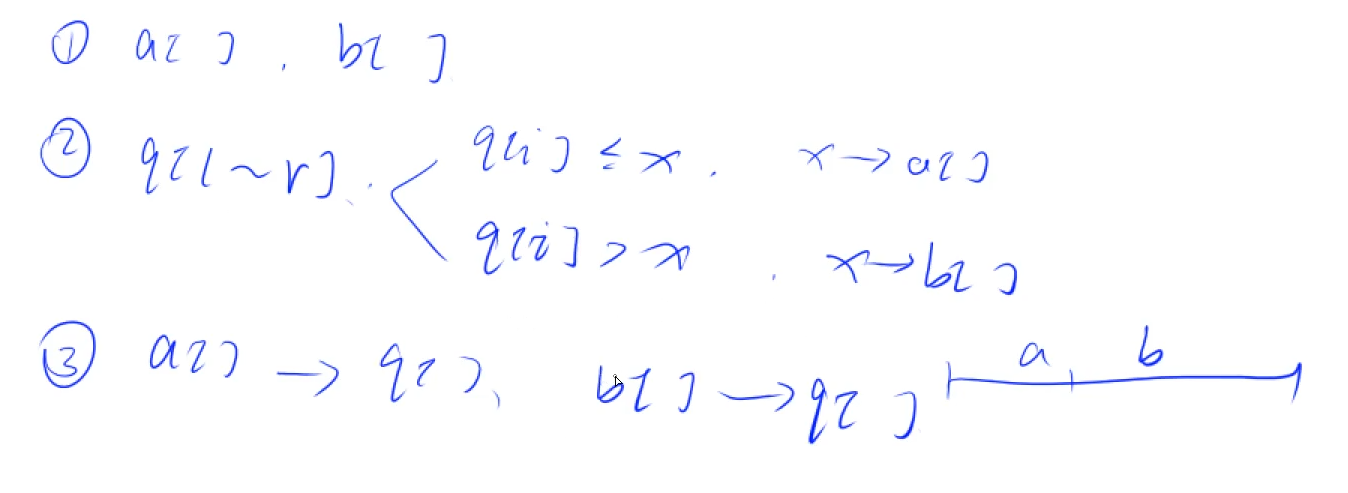 ① a[ ] , b[ ]
② q[l~r] . q[i] ≤ x . x→a[ ]
q[i] > x . x→b[ ]
③ a[ ] → q[ ], b[ ] → q[ ] a b